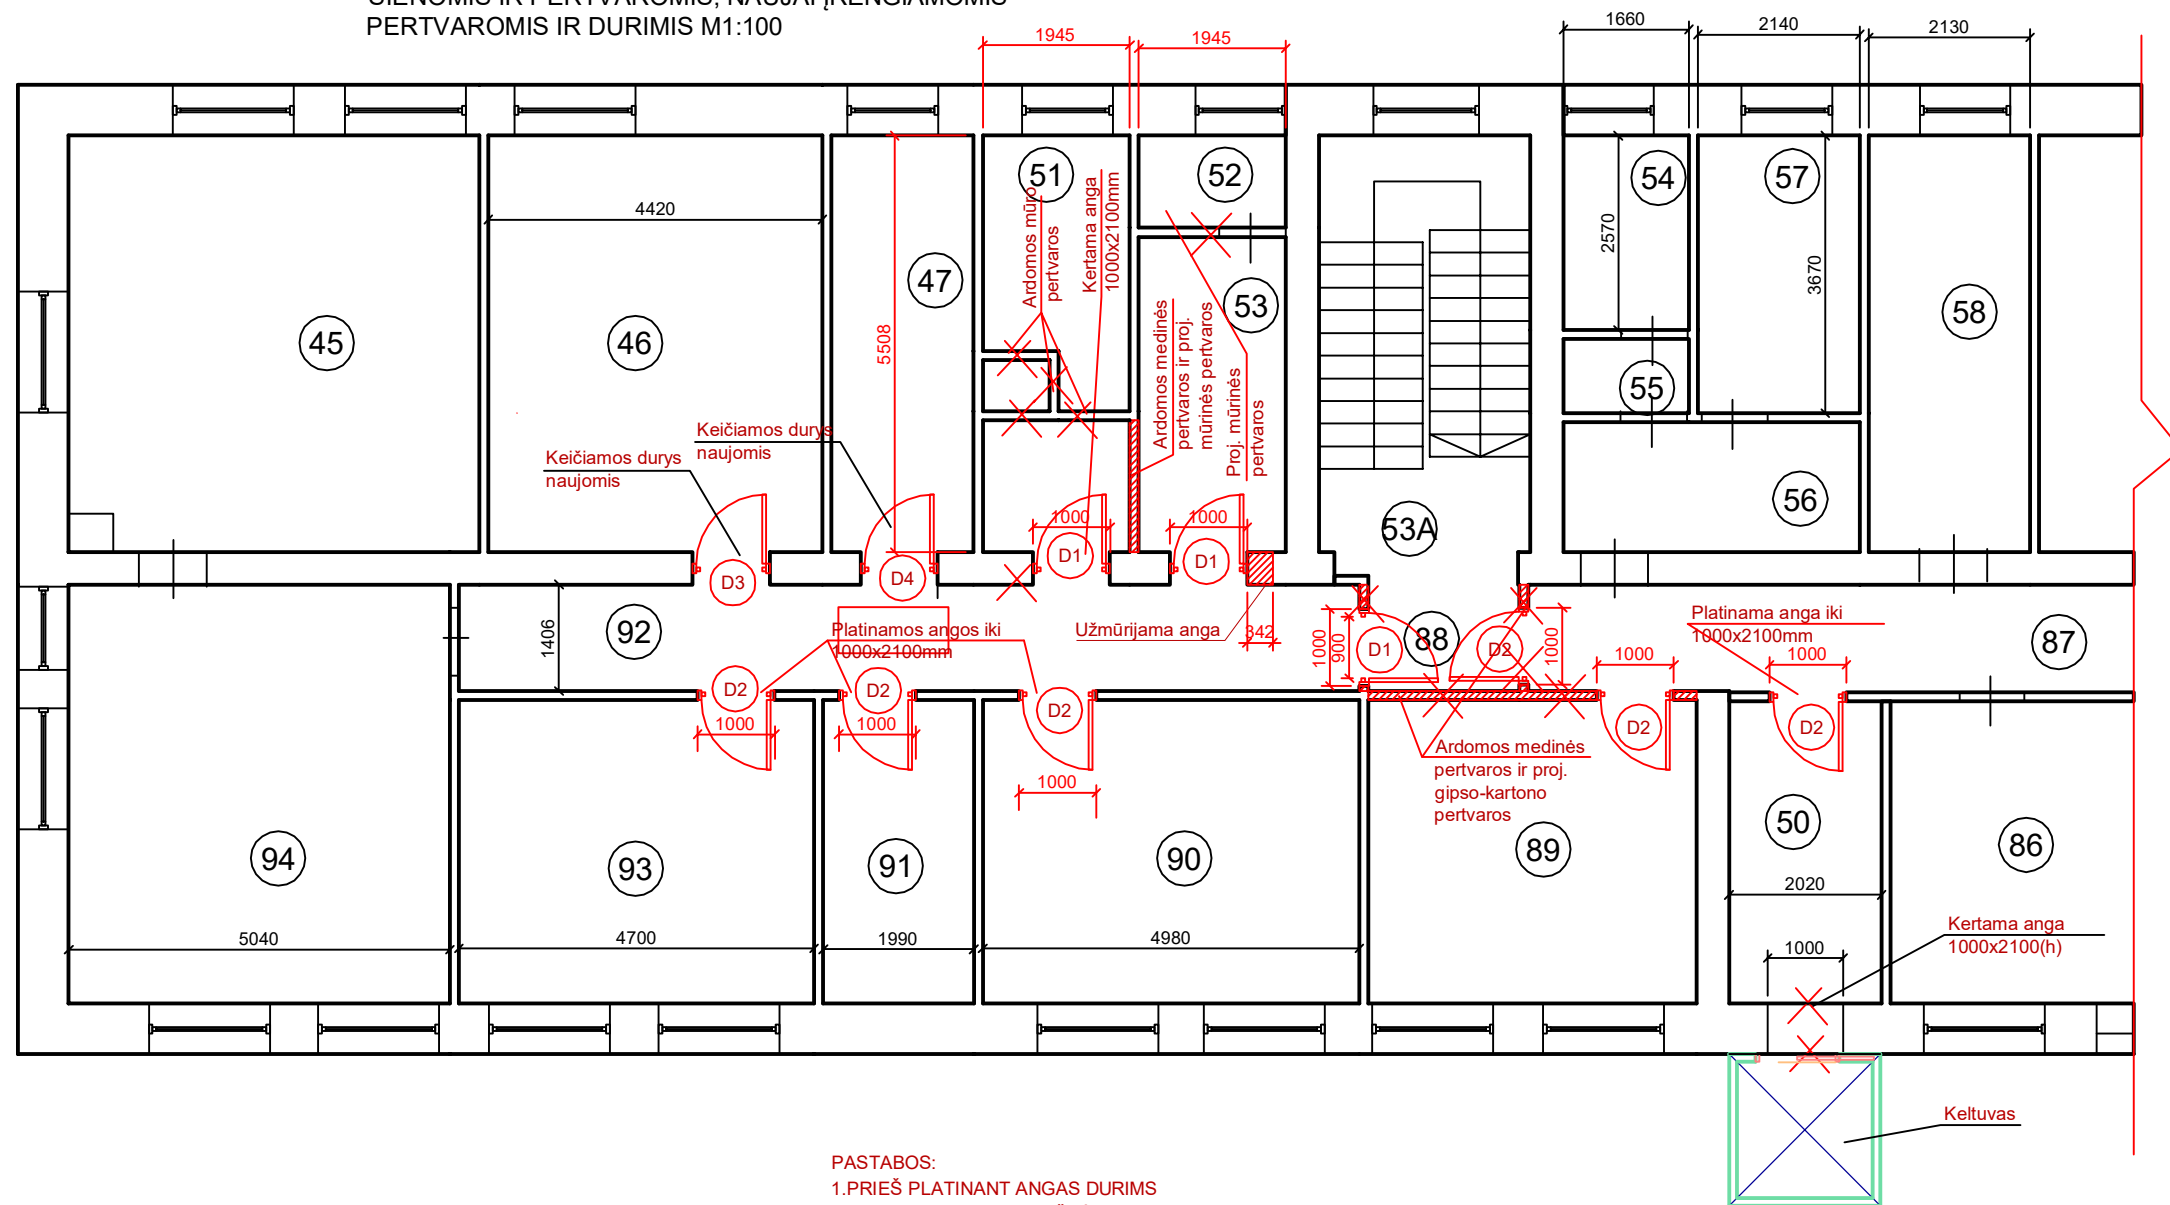 PERTVAROMIS IR DURIMIS M1:100
1945
1945
1660
2140
2130
51
52
54
57
4420
47
53
58
45
46
5508
2570
3670
Ardomos mūro
pertvaros
Kertama anga
1000x2100mm
Ardomos medinės
pertvaros ir proj.
mūrinės pertvaros
Proj. mūrinės
pertvaros
55
56
53A
Keičiamos durys
naujomis
Keičiamos durys
naujomis
1000
1000
D1
D1
D3
D4
92
1406
Platinamos angos iki
1000x2100mm
Užmūrijama anga
342
1000
900
D1
88
D2
1000
Platinama anga iki
1000x2100mm
87
1000
1000
D2
D2
D2
D2
D2
1000
1000
1000
Ardomos medinės
pertvaros ir proj.
gipso-kartono
pertvaros
94
93
91
90
89
50
86
2020
5040
4700
1990
4980
1000
Kertama anga
1000x2100(h)
Keltuvas
PASTABOS:
1.PRIEŠ PLATINANT ANGAS DURIMS